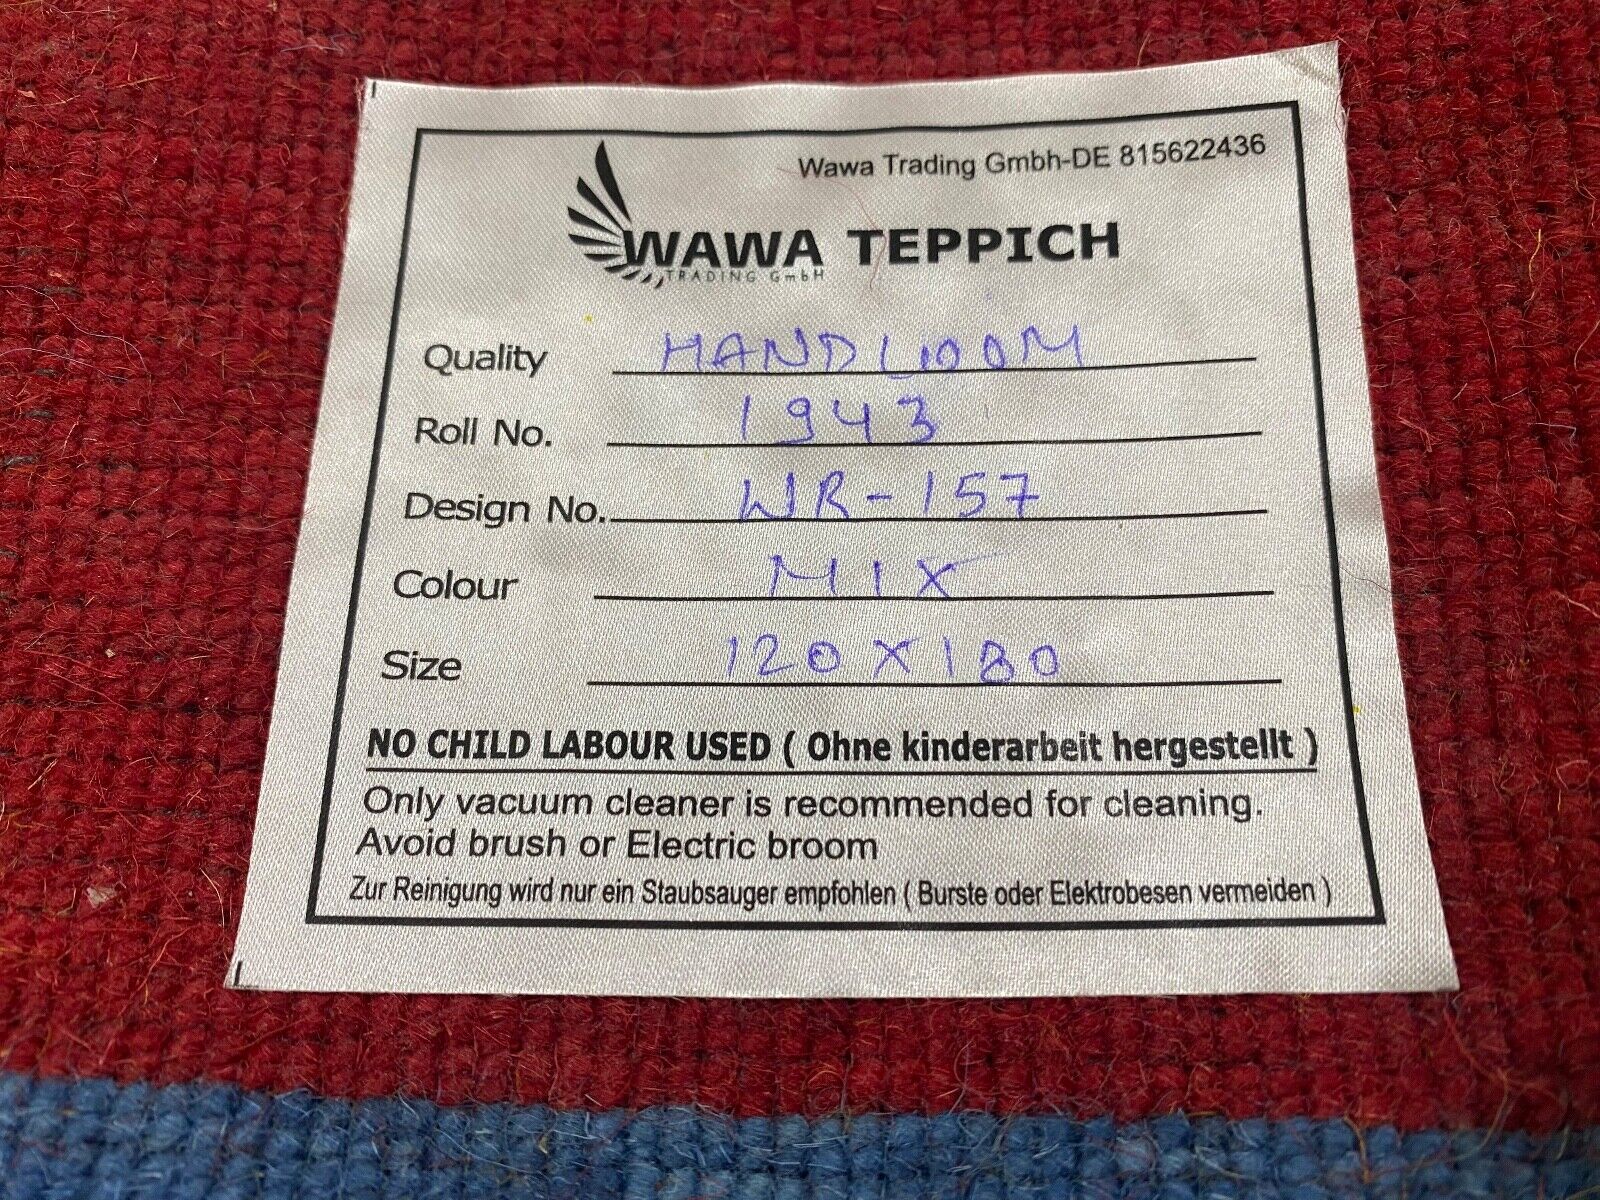 Wawa Trading Gmbh-DE 815622436
WAWA TEPPICH
TRADING GmbH
Quality HANDLOOM
Roll No. 1943
Design No. WR-157
Colour MIX
Size 120X180
NO CHILD LABOUR USED ( Ohne kinderarbeit hergestellt )
Only vacuum cleaner is recommended for cleaning.
Avoid brush or Electric broom
Zur Reinigung wird nur ein Staubsauger empfohlen ( Burste oder Elektrobesen vermeiden )